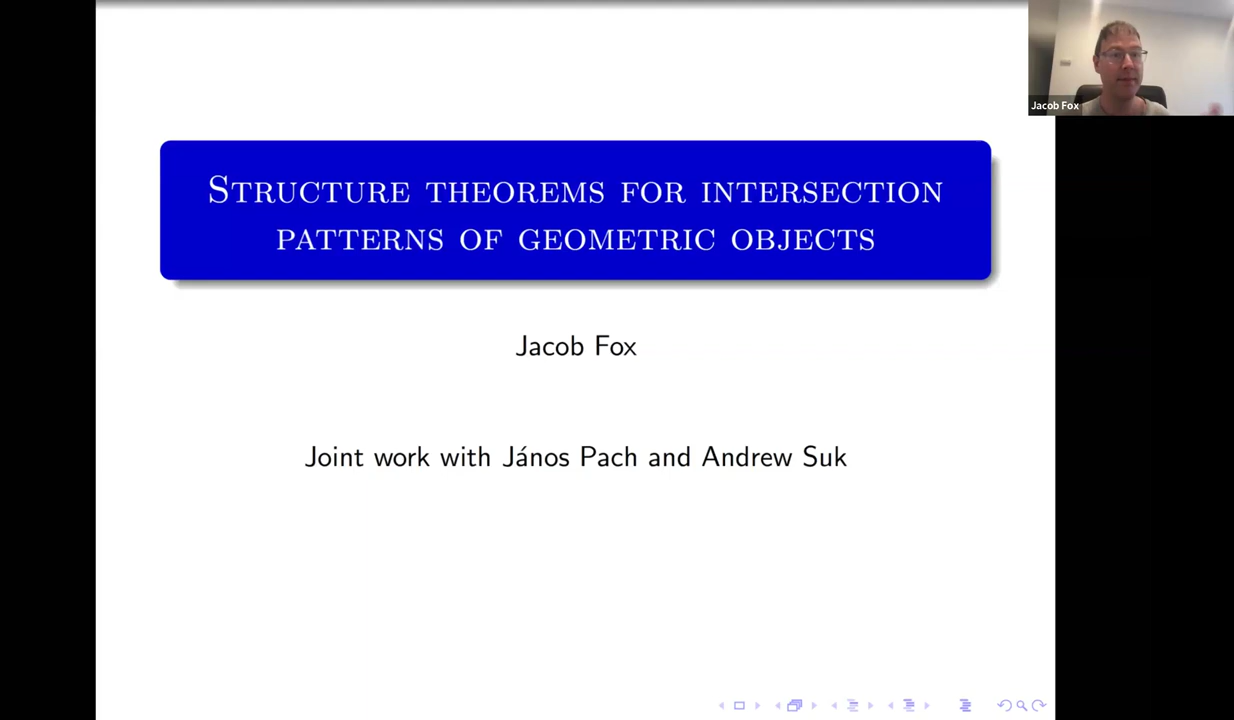 Jacob Fox
STRUCTURE THEOREMS FOR INTERSECTION
PATTERNS OF GEOMETRIC OBJECTS
Jacob Fox
Joint work with János Pach and Andrew Suk